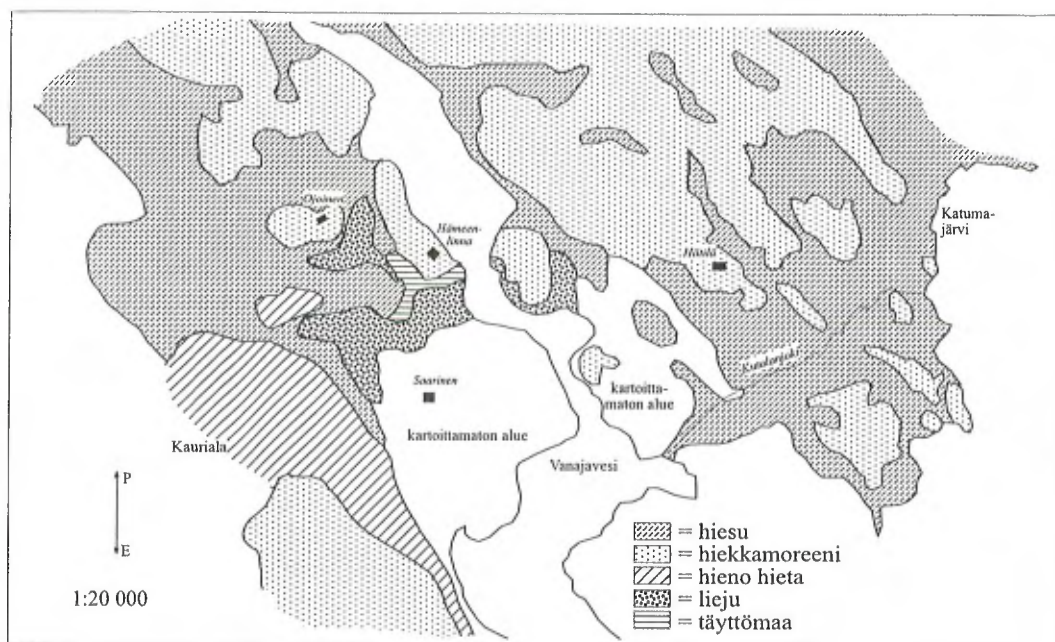 Ojoinen
Hämeen-
linna
Hätilä
Katuma-
järvi
Kutalanjoki
Saarinen
kartoitta-
maton alue
kartoittamaton alue
Kauriala
Vanajavesi
P
E
1:20 000
= hiesu
= hiekkamoreeni
= hieno hieta
= lieju
= täyttömaa